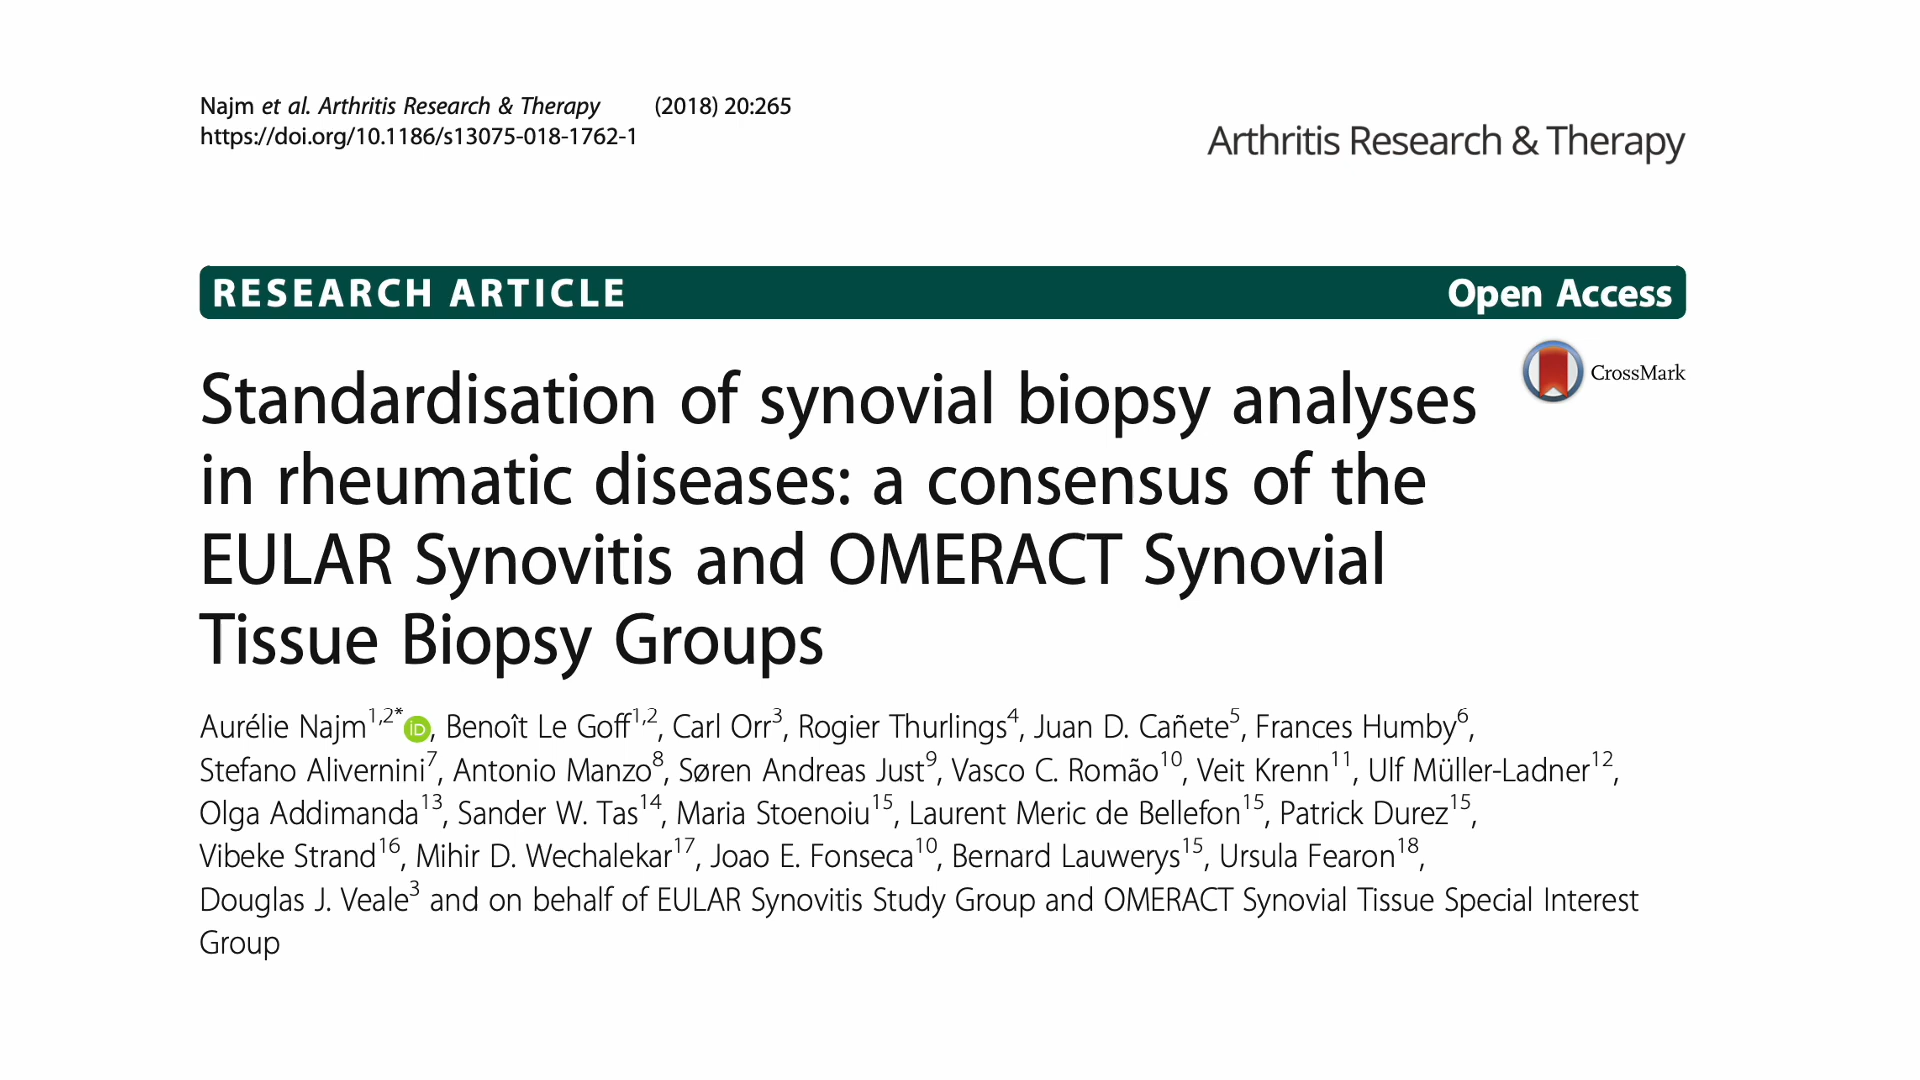 Najm et al. Arthritis Research & Therapy (2018) 20:265
https://doi.org/10.1186/s13075-018-1762-1
Arthritis Research & Therapy
RESEARCH ARTICLE Open Access
CrossMark
Standardisation of synovial biopsy analyses
in rheumatic diseases: a consensus of the
EULAR Synovitis and OMERACT Synovial
Tissue Biopsy Groups
Aurélie Najm1,2* iD, Benoît Le Goff1,2, Carl Orr3, Rogier Thurlings4, Juan D. Cañete5, Frances Humby6,
Stefano Alivernini7, Antonio Manzo8, Søren Andreas Just9, Vasco C. Romão10, Veit Krenn11, Ulf Müller-Ladner12,
Olga Addimanda13, Sander W. Tas14, Maria Stoenoiu15, Laurent Meric de Bellefon15, Patrick Durez15,
Vibeke Strand16, Mihir D. Wechalekar17, Joao E. Fonseca10, Bernard Lauwerys15, Ursula Fearon18,
Douglas J. Veale3 and on behalf of EULAR Synovitis Study Group and OMERACT Synovial Tissue Special Interest
Group